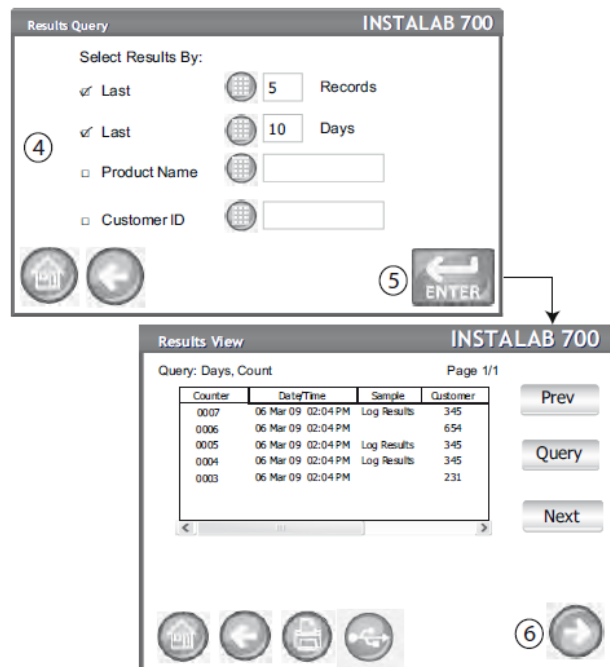 Results Query INSTALAB 700
Select Results By:
Last 5 Records
Last 10 Days
④
Product Name
Customer ID
⑤ ENTER
Results View INSTALAB 700
Query: Days, Count Page 1/1
Counter Date/Time Sample Customer
0007 06 Mar 09 02:04 PM Log Results 345
0006 06 Mar 09 02:04 PM 654
0005 06 Mar 09 02:04 PM Log Results 345
0004 06 Mar 09 02:04 PM Log Results 345
0003 06 Mar 09 02:04 PM 231
Prev
Query
Next
⑥